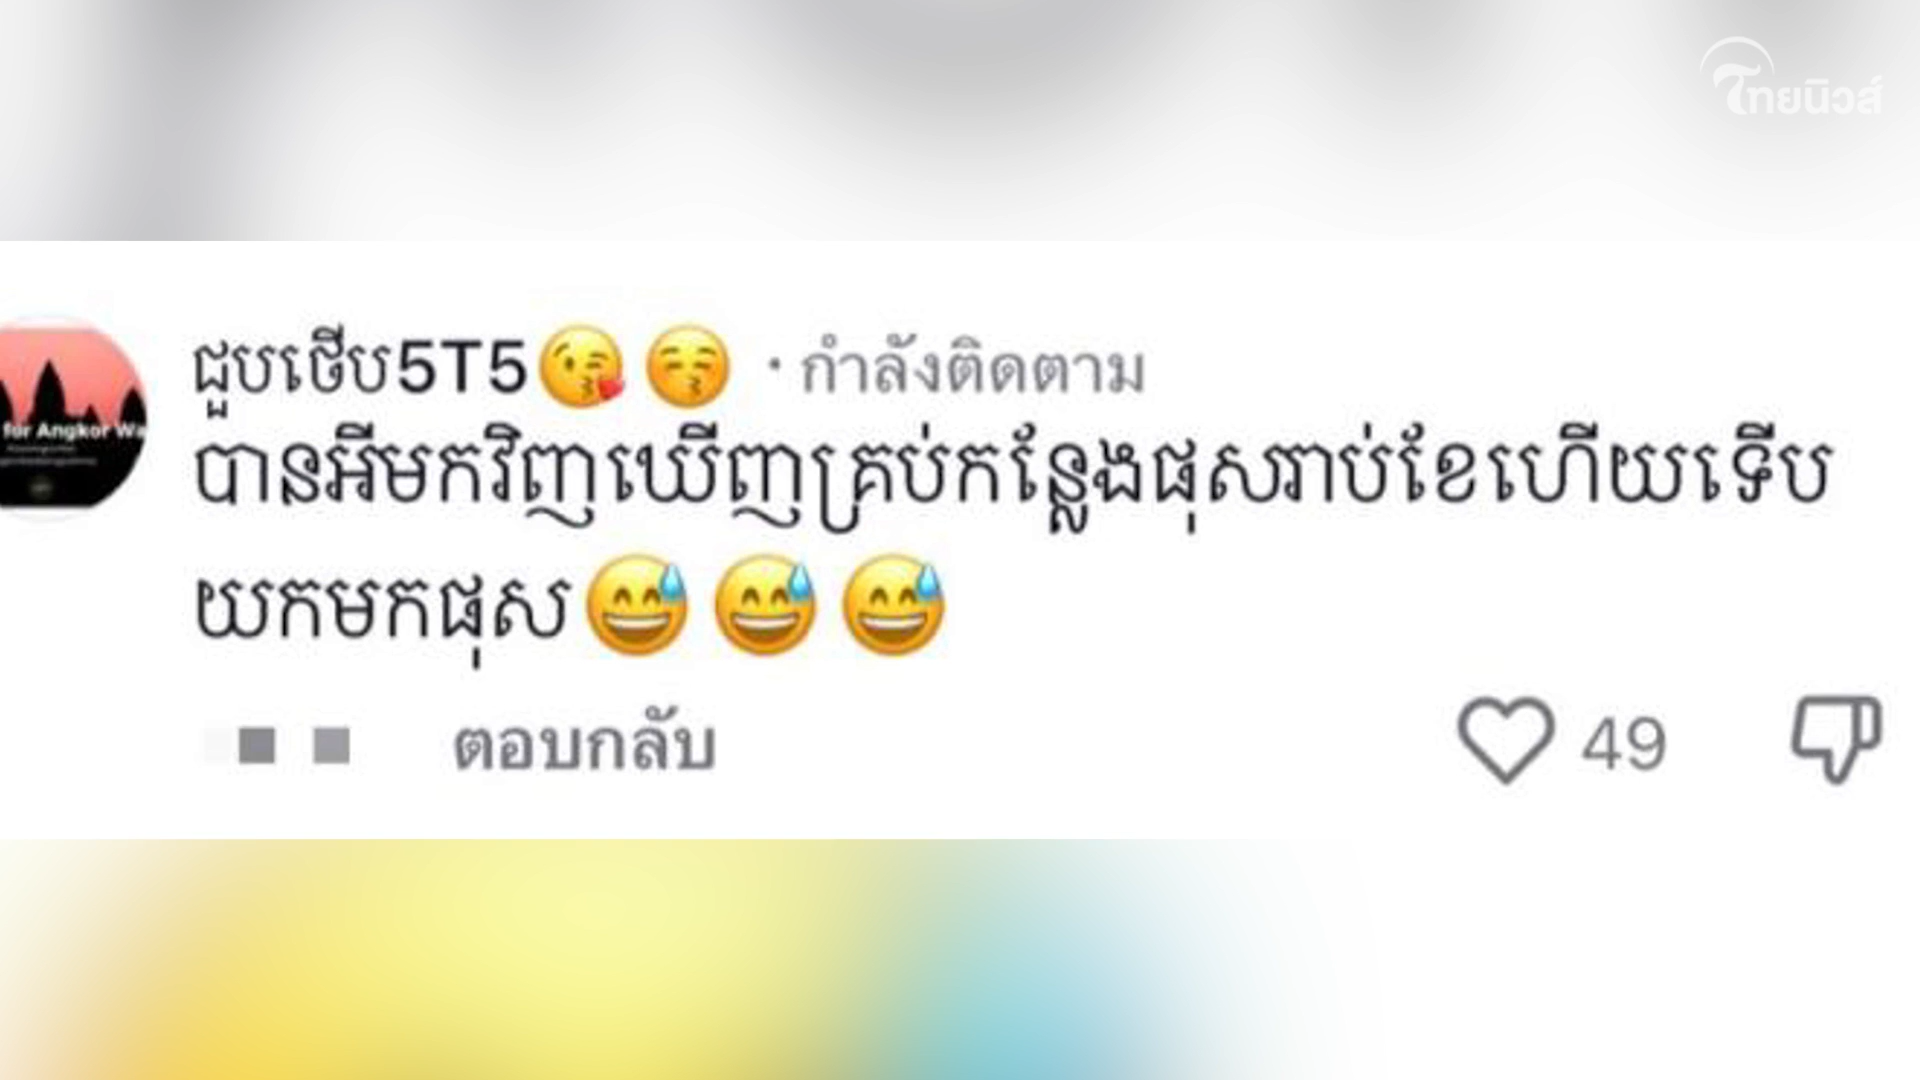 ไทยนิวส์
ជួបថើប5T5😘😚 · กำลังติดตาม
for Angkor Wa
បានអីមកវិញឃើញគ្រប់កន្លែងផុសរាប់ខែហើយទើប
យកមកផុស😅😅😅
ตอบกลับ
49